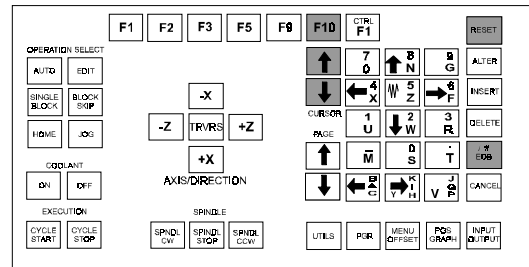 F1 F2 F3 F5 F9 F10 CTRL F1 RESET
OPERATION SELECT
AUTO EDIT
SINGLE BLOCK BLOCK SKIP
HOME JOG
COOLANT
ON OFF
EXECUTION
CYCLE START CYCLE STOP
-X
-Z TRVRS +Z
+X
AXIS/DIRECTION
SPINDLE
SPNDL CW SPINDL STOP SPNDL CCW
7 8 N 9 G ALTER
4 X 5 Z 6 F INSERT
CURSOR
1 U 2 W 3 R DELETE
PAGE
M 0 S . T / # EOB
B C Y K I H V J Q P CANCEL
UTILS PGR MENU OFFSET POS GRAPH INPUT OUTPUT